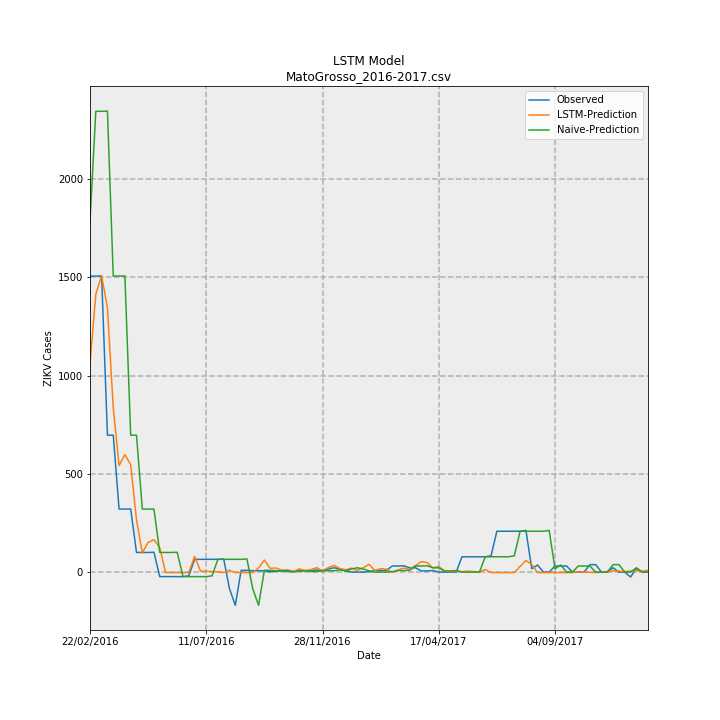 LSTM Model
MatoGrosso_2016-2017.csv
Observed
LSTM-Prediction
Naive-Prediction
ZIKV Cases
2000
1500
1000
500
0
22/02/2016
11/07/2016
28/11/2016
17/04/2017
04/09/2017
Date